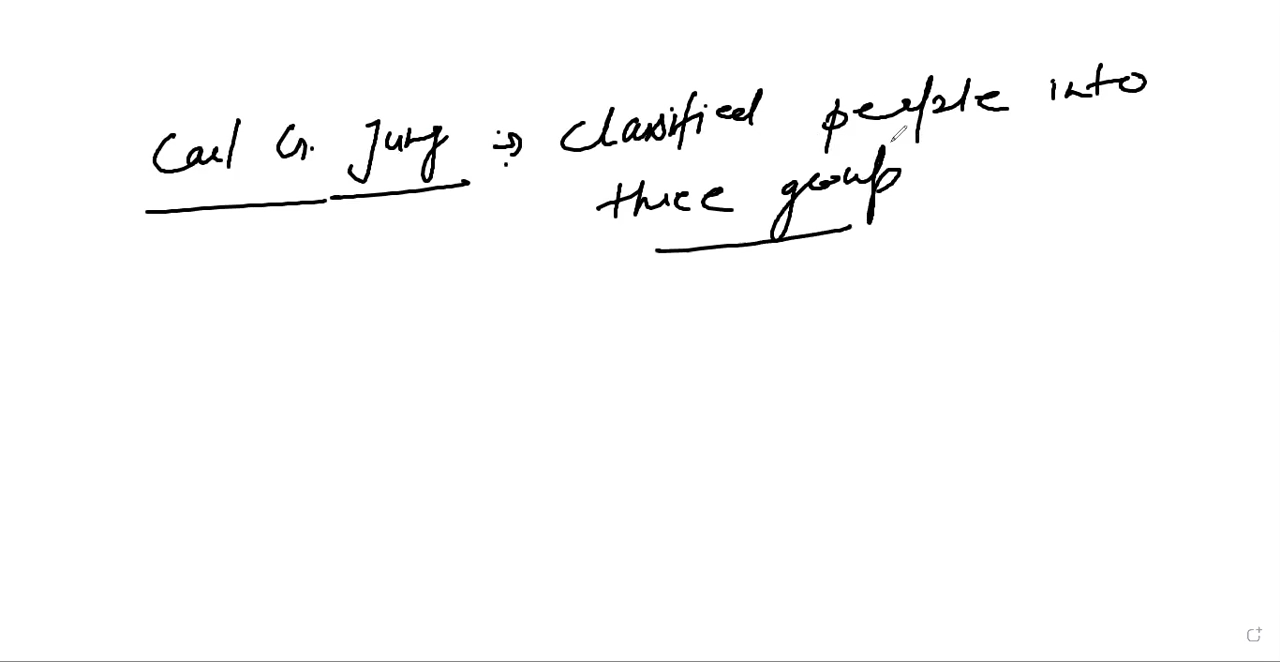 Carl G. Jung :→ Classified people into
three group